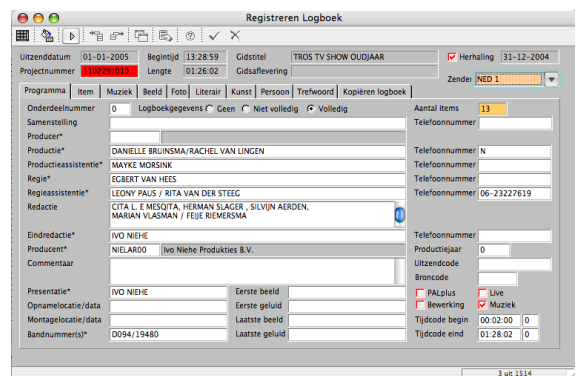 Registreren Logboek
Uitzenddatum 01-01-2005 Begintijd 13:28:59 Gidstitel TROS TV SHOW OUDJAAR Herhaling 31-12-2004
Projectnummer 110229/010 Lengte 01:26:02 Gidsaflevering Zender NED 1
Programma Item Muziek Beeld Foto Literair Kunst Persoon Trefwoord Kopiëren logboek
Onderdeelnummer 0 Logboekgegevens Geen Niet volledig Volledig Aantal items 13
Samenstelling Telefoonnummer
Producer*
Productie* DANIELLE BRUINSMA/RACHEL VAN LINGEN Telefoonnummer N
Productieassistentie* MAYKE MORSINK Telefoonnummer
Regie* EGBERT VAN HEES Telefoonnummer
Regieassistentie* LEONY PAUS / RITA VAN DER STEEG Telefoonnummer 06-23227619
Redactie CITA L. E MESQITA, HERMAN SLAGER , SILVIJN AERDEN,
MARIAN VLASMAN / FEIJE RIEMERSMA
Eindredactie* IVO NIEHE Telefoonnummer
Producent* NIELAR00 Ivo Niehe Produkties B.V. Productiejaar 0
Commentaar Uitzendcode
Broncode
Presentatie* IVO NIEHE Eerste beeld PALplus Live
Opnamelocatie/data Eerste geluid Bewerking Muziek
Montagelocatie/data Laatste beeld Tijdcode begin 00:02:00 0
Bandnummer(s)* D094/19480 Laatste geluid Tijdcode eind 01:28:02 0
3 uit 1514